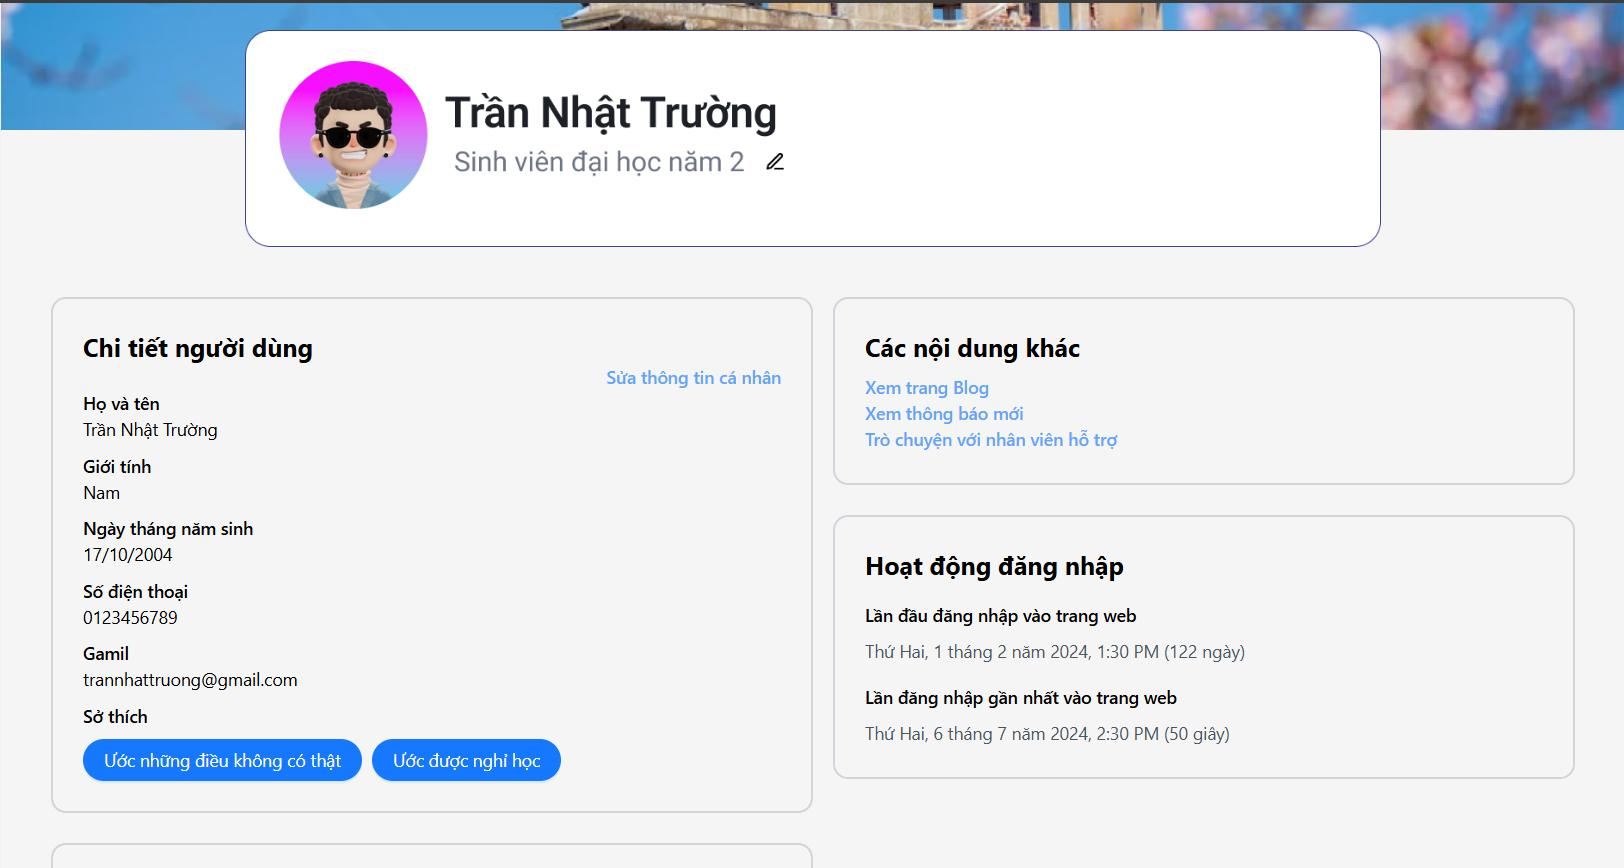 Trần Nhật Trường
Sinh viên đại học năm 2
Chi tiết người dùng
Sửa thông tin cá nhân
Họ và tên
Trần Nhật Trường
Giới tính
Nam
Ngày tháng năm sinh
17/10/2004
Số điện thoại
0123456789
Gamil
trannhattruong@gmail.com
Sở thích
Ước những điều không có thật
Ước được nghỉ học
Các nội dung khác
Xem trang Blog
Xem thông báo mới
Trò chuyện với nhân viên hỗ trợ
Hoạt động đăng nhập
Lần đầu đăng nhập vào trang web
Thứ Hai, 1 tháng 2 năm 2024, 1:30 PM (122 ngày)
Lần đăng nhập gần nhất vào trang web
Thứ Hai, 6 tháng 7 năm 2024, 2:30 PM (50 giây)